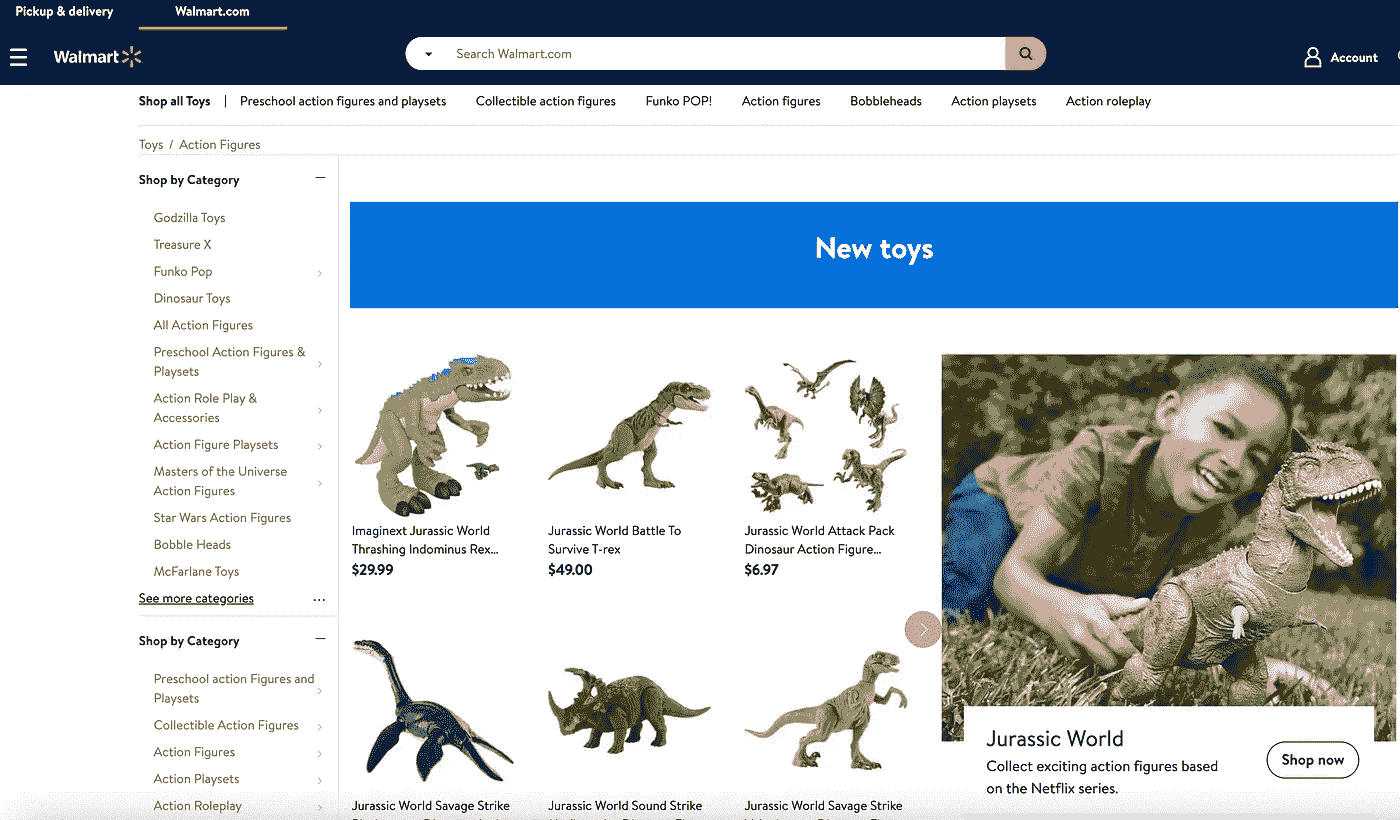 Pickup & delivery
Walmart.com
Walmart
Search Walmart.com
Account
Shop all Toys | Preschool action figures and playsets Collectible action figures Funko POP! Action figures Bobbleheads Action playsets Action roleplay
Toys / Action Figures
Shop by Category
Godzilla Toys
Treasure X
Funko Pop
Dinosaur Toys
All Action Figures
Preschool Action Figures &
Playsets
Action Role Play &
Accessories
Action Figure Playsets
Masters of the Universe
Action Figures
Star Wars Action Figures
Bobble Heads
McFarlane Toys
See more categories ...
Shop by Category
Preschool action Figures and
Playsets
Collectible Action Figures
Action Figures
Action Playsets
Action Roleplay
New toys
Imaginext Jurassic World
Thrashing Indominus Rex...
$29.99
Jurassic World Battle To
Survive T-rex
$49.00
Jurassic World Attack Pack
Dinosaur Action Figure...
$6.97
Jurassic World Savage Strike
Jurassic World Sound Strike
Jurassic World Savage Strike
Jurassic World
Collect exciting action figures based
on the Netflix series.
Shop now